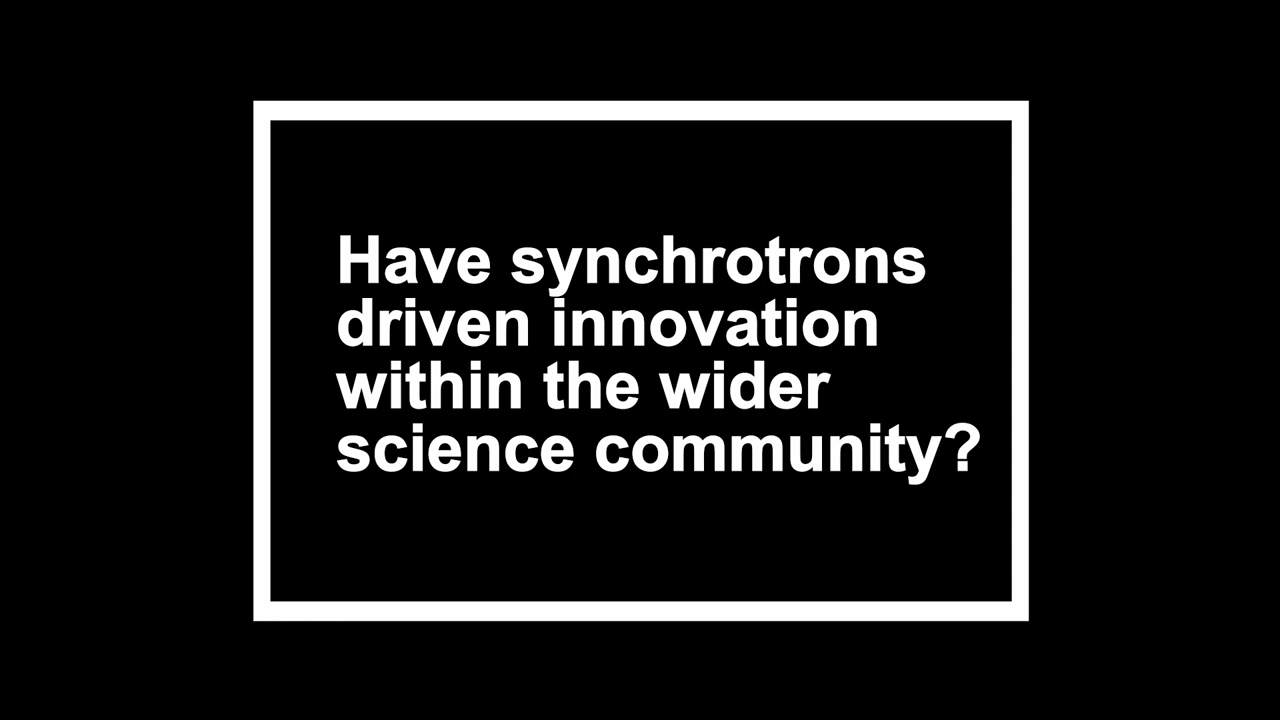 Have synchrotrons
driven innovation
within the wider
science community?